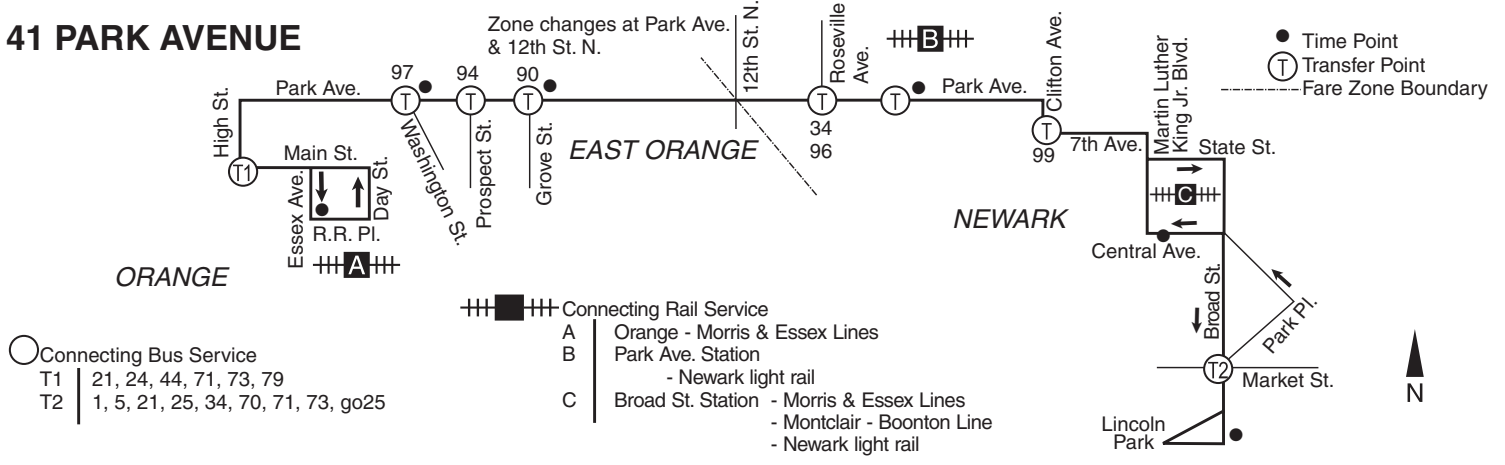 41 PARK AVENUE
Zone changes at Park Ave.
& 12th St. N.
12th St. N.
Roseville
Ave.
B
Clifton Ave.
Martin Luther
King Jr. Blvd.
Time Point
T Transfer Point
Fare Zone Boundary
High St.
Park Ave.
97
T
94
T
90
T
T
34
96
T
Park Ave.
T
99
7th Ave.
State St.
T1
Main St.
Essex Ave.
Day St.
R.R. Pl.
A
Washington St.
Prospect St.
Grove St.
EAST ORANGE
NEWARK
C
Central Ave.
ORANGE
Broad St.
Park Pl.
T2
Market St.
Lincoln
Park
N
Connecting Bus Service
T1 21, 24, 44, 71, 73, 79
T2 1, 5, 21, 25, 34, 70, 71, 73, go25
Connecting Rail Service
A Orange - Morris & Essex Lines
B Park Ave. Station
- Newark light rail
C Broad St. Station - Morris & Essex Lines
- Montclair - Boonton Line
- Newark light rail